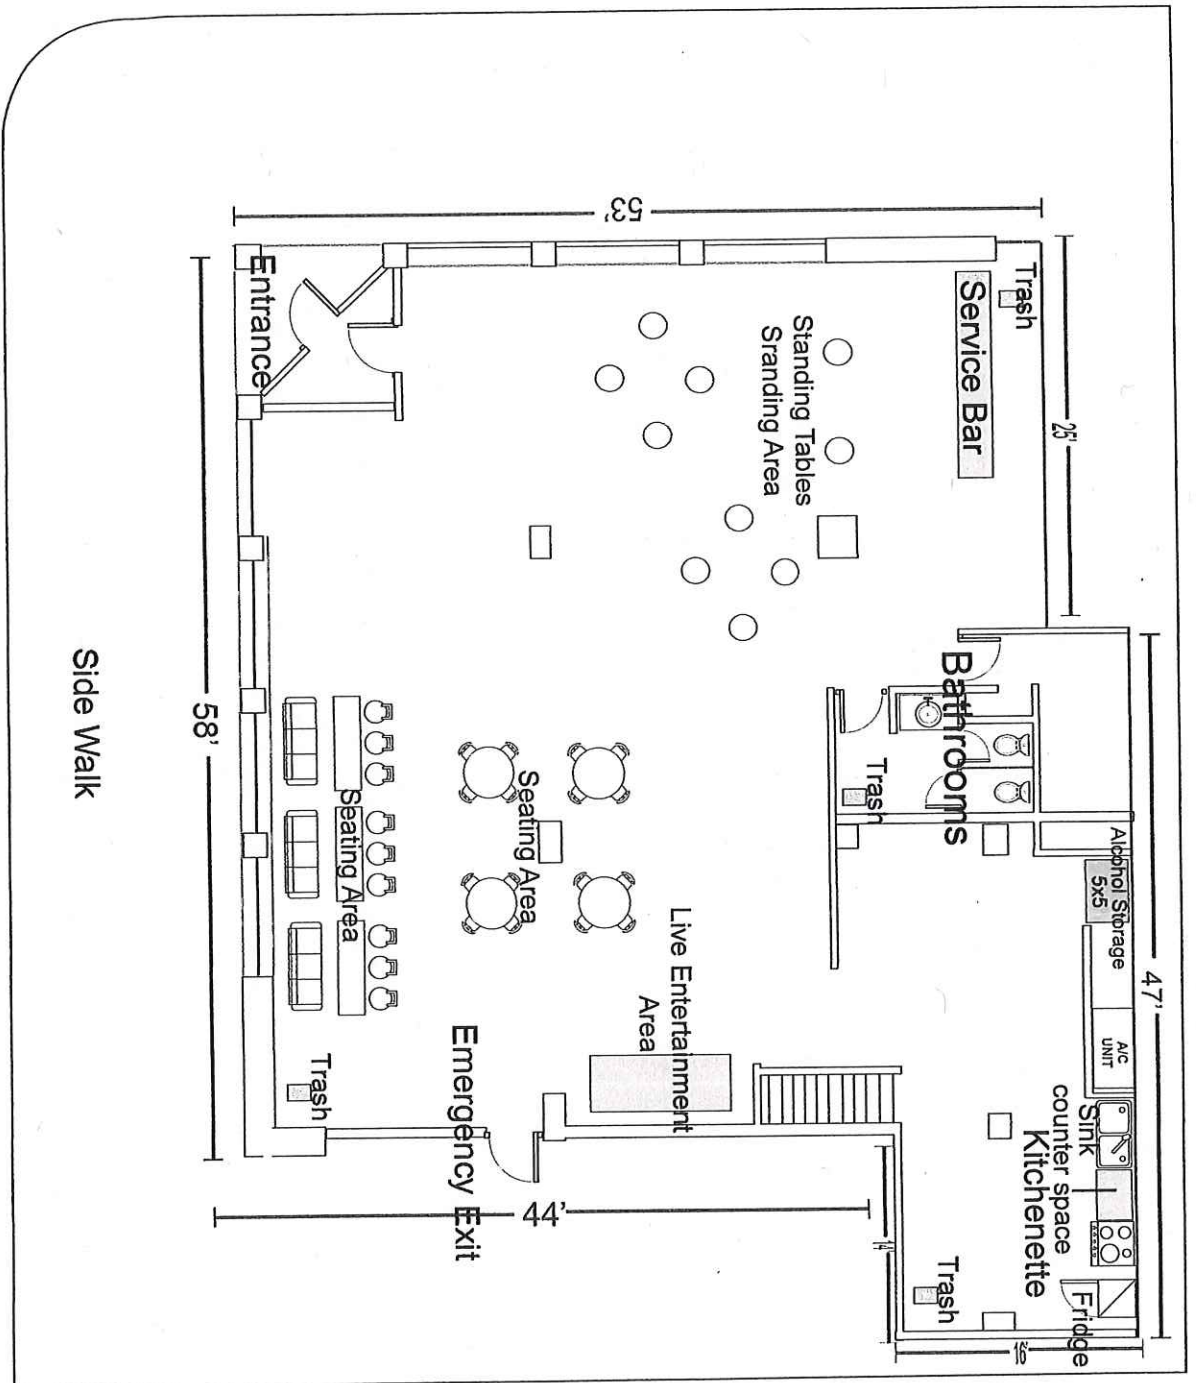 53'
Entrance
Trash
Service Bar
Standing Tables
Sranding Area
25'
Side Walk
58'
Bathrooms
Trash
Seating Area
Seating Area
Alcohol Storage
5x5
47'
A/C
UNIT
Live Entertainment
Area
Emergency Exit
Trash
44'
Sink
counter space
Kitchenette
Trash
Fridge
16'